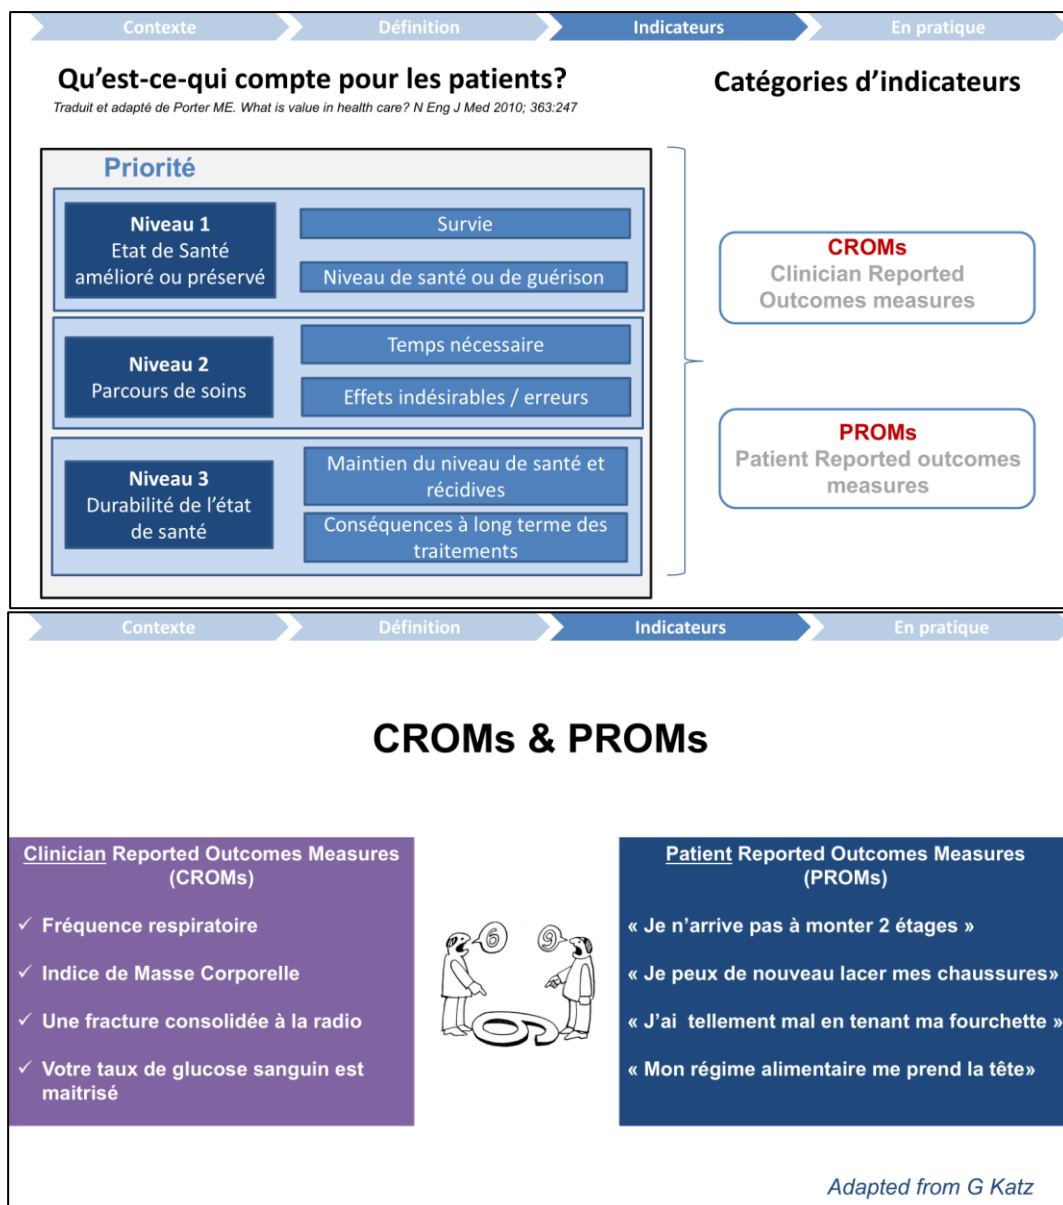 Contexte
Définition
Indicateurs
En pratique
Qu’est-ce-qui compte pour les patients?
Traduit et adapté de Porter ME. What is value in health care? N Eng J Med 2010; 363:247
Catégories d’indicateurs
Priorité
Niveau 1
Etat de Santé
amélioré ou préservé
Survie
Niveau de santé ou de guérison
Niveau 2
Parcours de soins
Temps nécessaire
Effets indésirables / erreurs
Niveau 3
Durabilité de l’état
de santé
Maintien du niveau de santé et
récidives
Conséquences à long terme des
traitements
CROMs
Clinician Reported
Outcomes measures
PROMs
Patient Reported outcomes
measures
Contexte
Définition
Indicateurs
En pratique
CROMs & PROMs
Clinician Reported Outcomes Measures
(CROMs)
✓ Fréquence respiratoire
✓ Indice de Masse Corporelle
✓ Une fracture consolidée à la radio
✓ Votre taux de glucose sanguin est
maitrisé
6
9
6
Patient Reported Outcomes Measures
(PROMs)
« Je n’arrive pas à monter 2 étages »
« Je peux de nouveau lacer mes chaussures»
« J’ai tellement mal en tenant ma fourchette »
« Mon régime alimentaire me prend la tête»
Adapted from G Katz